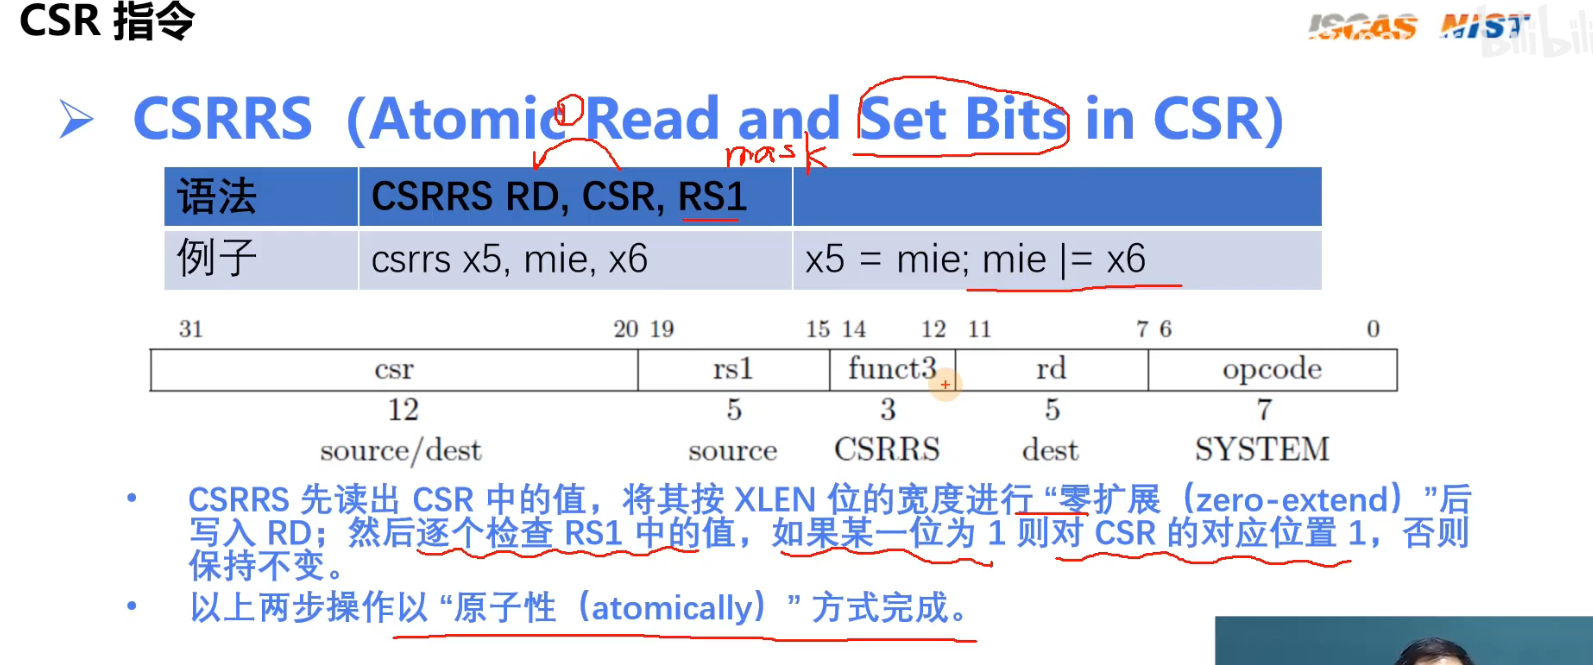 CSR 指令
ISCAS MIST
bilibili
CSRRS（Atomic Read and Set Bits in CSR）
mask
语法 CSRRS RD, CSR, RS1
例子 csrrs x5, mie, x6 x5 = mie; mie |= x6
31 20 19 15 14 12 11 7 6 0
csr rs1 funct3 rd opcode
12 5 3 5 7
source/dest source CSRRS dest SYSTEM
• CSRRS 先读出 CSR 中的值，将其按 XLEN 位的宽度进行 “零扩展（zero-extend）”后
写入 RD；然后逐个检查 RS1 中的值，如果某一位为 1 则对 CSR 的对应位置 1，否则
保持不变。
• 以上两步操作以 “原子性（atomically）” 方式完成。